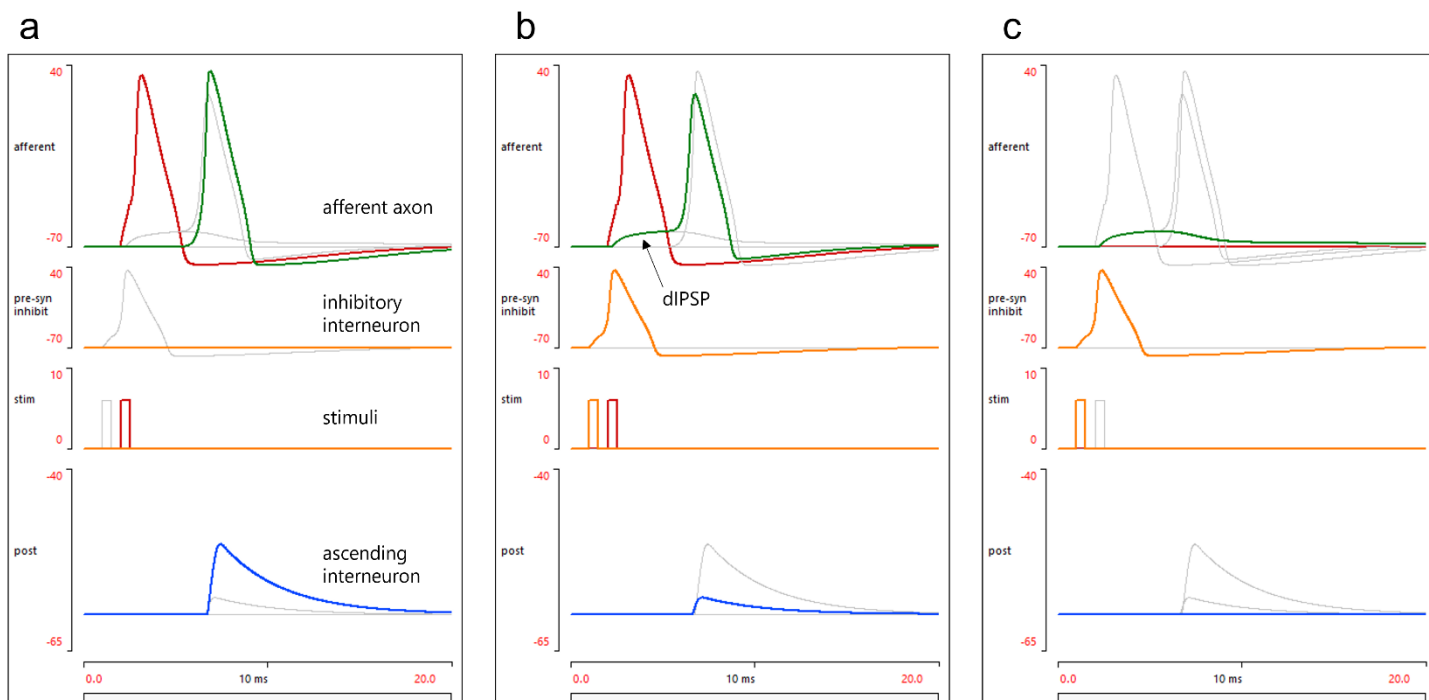 a
40
afferent
afferent axon
-70
40
pre-syn
inhibit
inhibitory
interneuron
-70
10
stim
stimuli
0
-40
post
ascending
interneuron
-65
0.0
10 ms
20.0
b
40
afferent
-70
40
dIPSP
pre-syn
inhibit
-70
10
stim
0
-40
post
-65
0.0
10 ms
20.0
c
40
afferent
-70
40
pre-syn
inhibit
-70
10
stim
0
-40
post
-65
0.0
10 ms
20.0